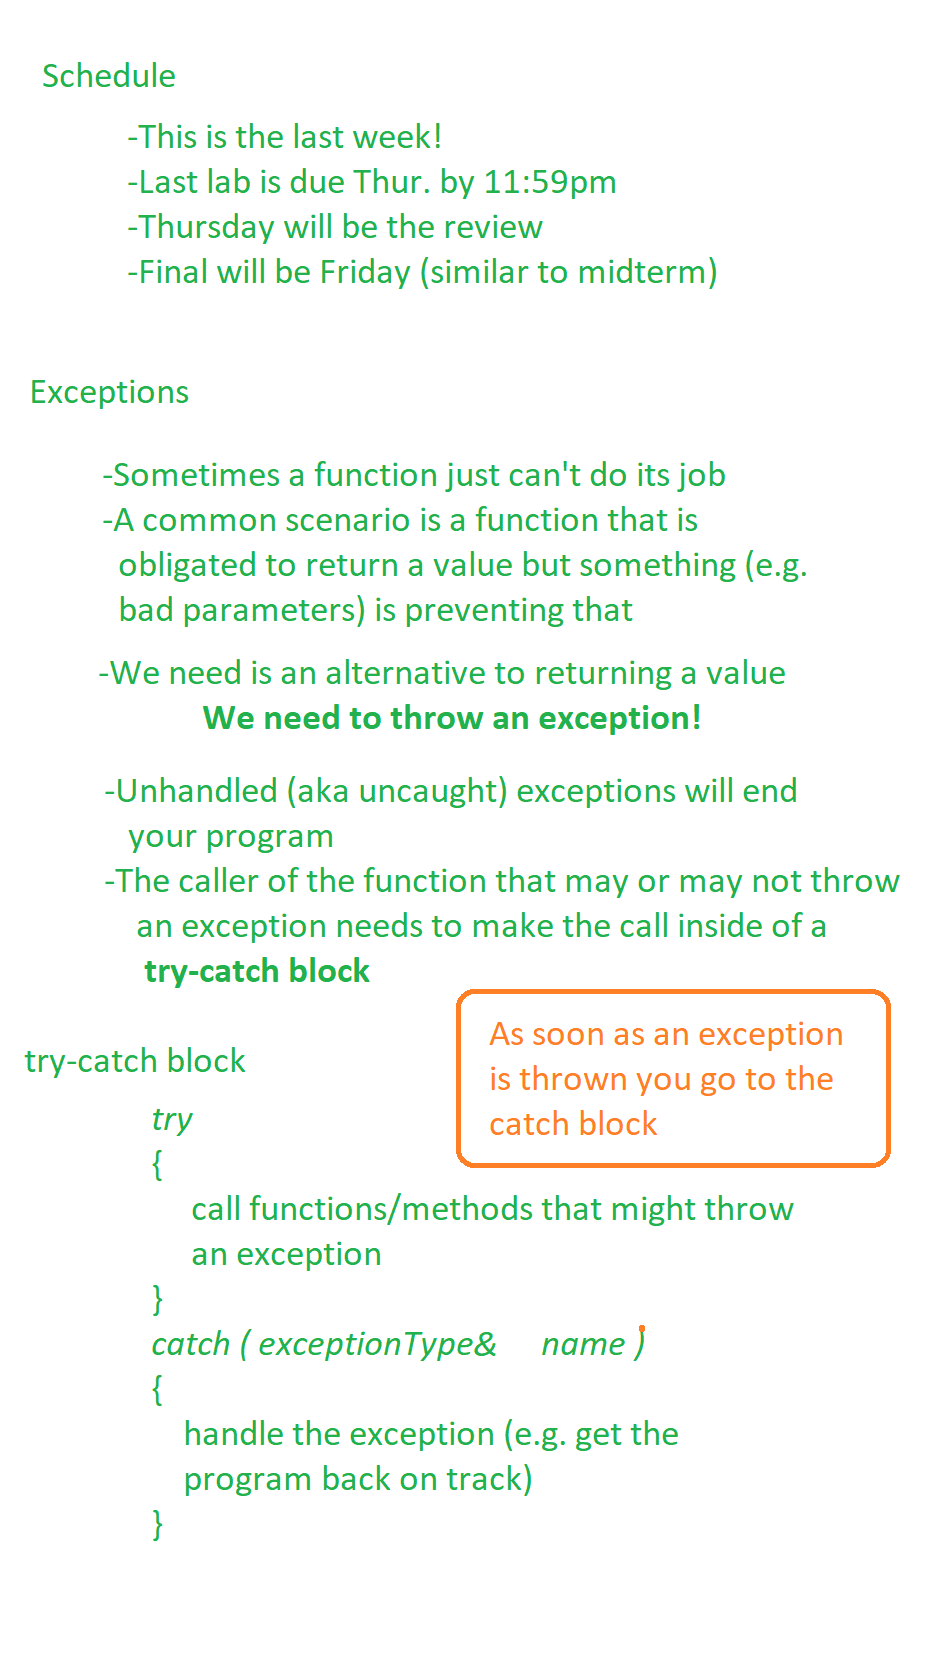 Schedule
-This is the last week!
-Last lab is due Thur. by 11:59pm
-Thursday will be the review
-Final will be Friday (similar to midterm)
Exceptions
-Sometimes a function just can't do its job
-A common scenario is a function that is
obligated to return a value but something (e.g.
bad parameters) is preventing that
-We need is an alternative to returning a value
We need to throw an exception!
-Unhandled (aka uncaught) exceptions will end
your program
-The caller of the function that may or may not throw
an exception needs to make the call inside of a
try-catch block
As soon as an exception
is thrown you go to the
catch block
try-catch block
try
{
call functions/methods that might throw
an exception
}
catch ( exceptionType& name )
{
handle the exception (e.g. get the
program back on track)
}